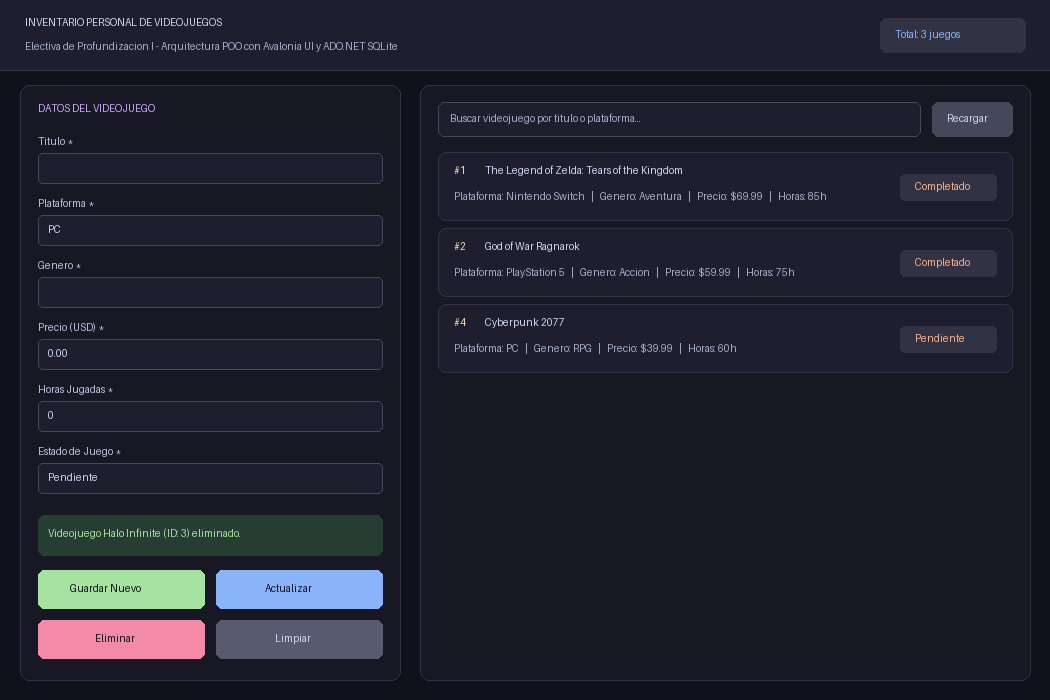 INVENTARIO PERSONAL DE VIDEOJUEGOS
Electiva de Profundizacion I - Arquitectura POO con Avalonia UI y ADO.NET SQLite
Total: 3 juegos
DATOS DEL VIDEOJUEGO
Titulo *
Plataforma *
PC
Genero *
Precio (USD) *
0.00
Horas Jugadas *
0
Estado de Juego *
Pendiente
Videojuego Halo Infinite (ID: 3) eliminado.
Guardar Nuevo
Actualizar
Eliminar
Limpiar
Buscar videojuego por titulo o plataforma...
Recargar
#1 The Legend of Zelda: Tears of the Kingdom
Plataforma: Nintendo Switch | Genero: Aventura | Precio: $69.99 | Horas: 85h
Completado
#2 God of War Ragnarok
Plataforma: PlayStation 5 | Genero: Accion | Precio: $59.99 | Horas: 75h
Completado
#4 Cyberpunk 2077
Plataforma: PC | Genero: RPG | Precio: $39.99 | Horas: 60h
Pendiente